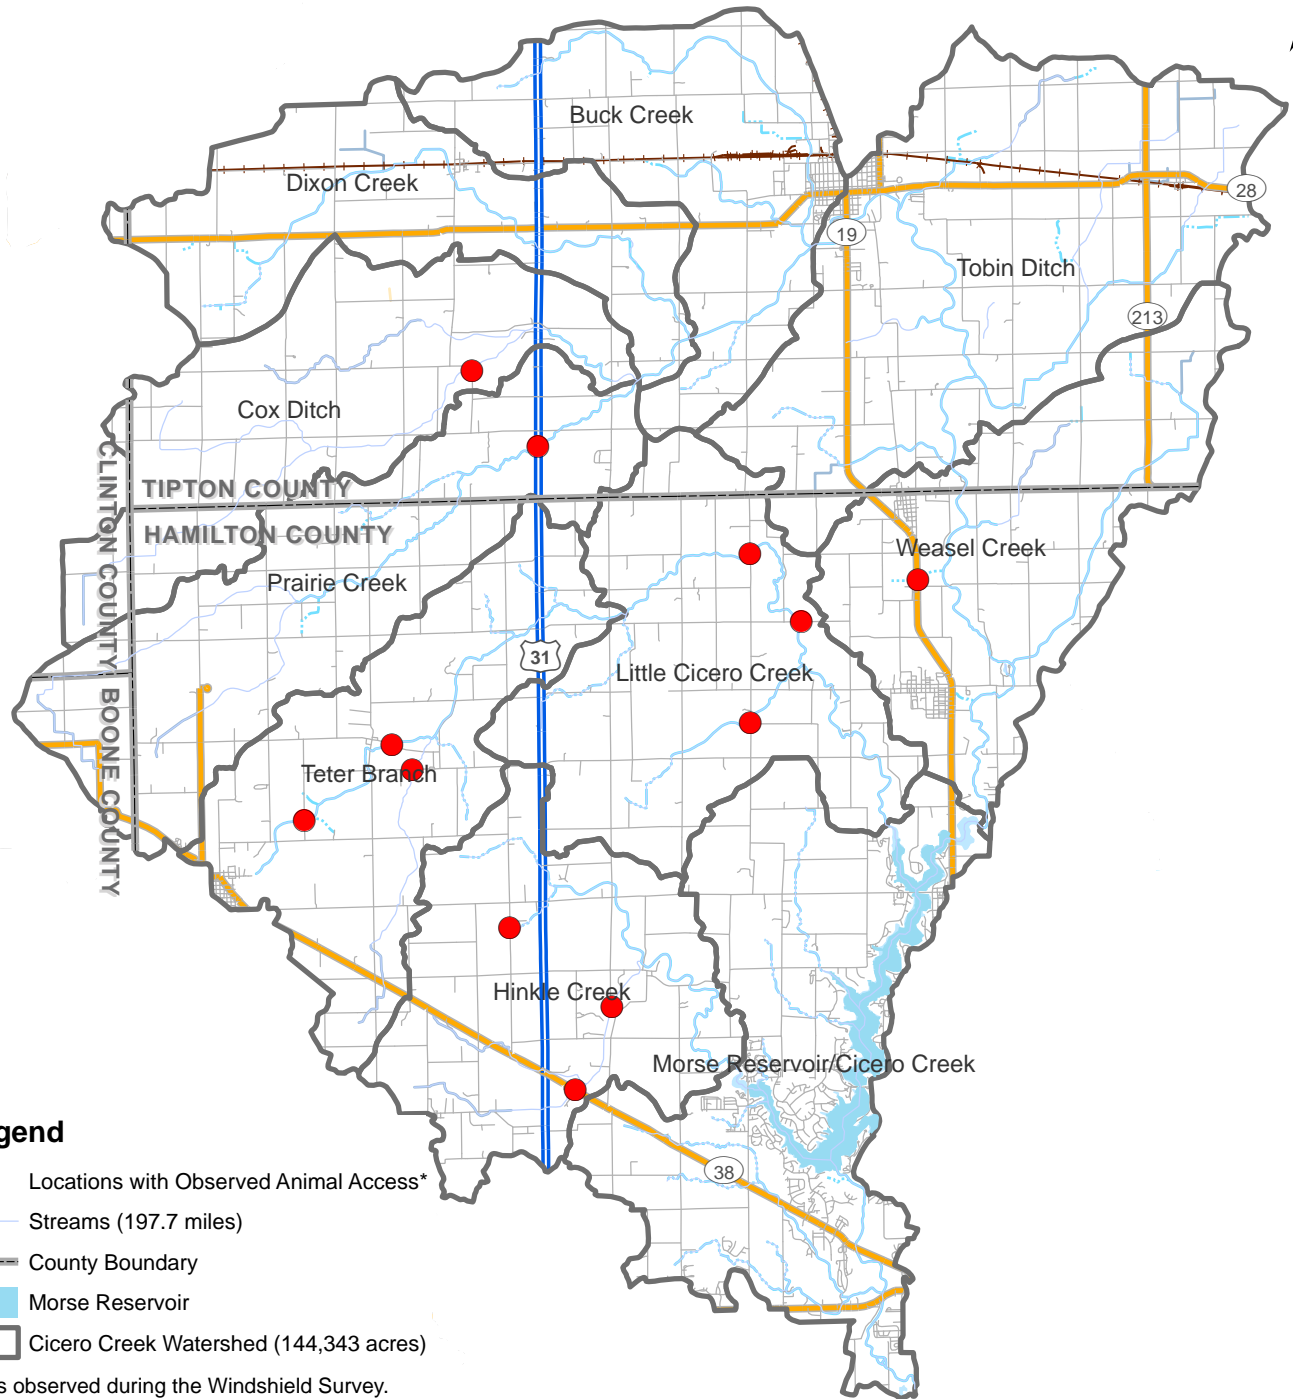 Buck Creek
Dixon Creek
28
19
Tobin Ditch
213
Cox Ditch
CLINTON COUNTY
TIPTON COUNTY
HAMILTON COUNTY
Weasel Creek
Prairie Creek
31
Little Cicero Creek
BOONE COUNTY
Teter Branch
Hinkle Creek
Morse Reservoir/Cicero Creek
38
gend
Locations with Observed Animal Access*
Streams (197.7 miles)
County Boundary
Morse Reservoir
Cicero Creek Watershed (144,343 acres)
s observed during the Windshield Survey.